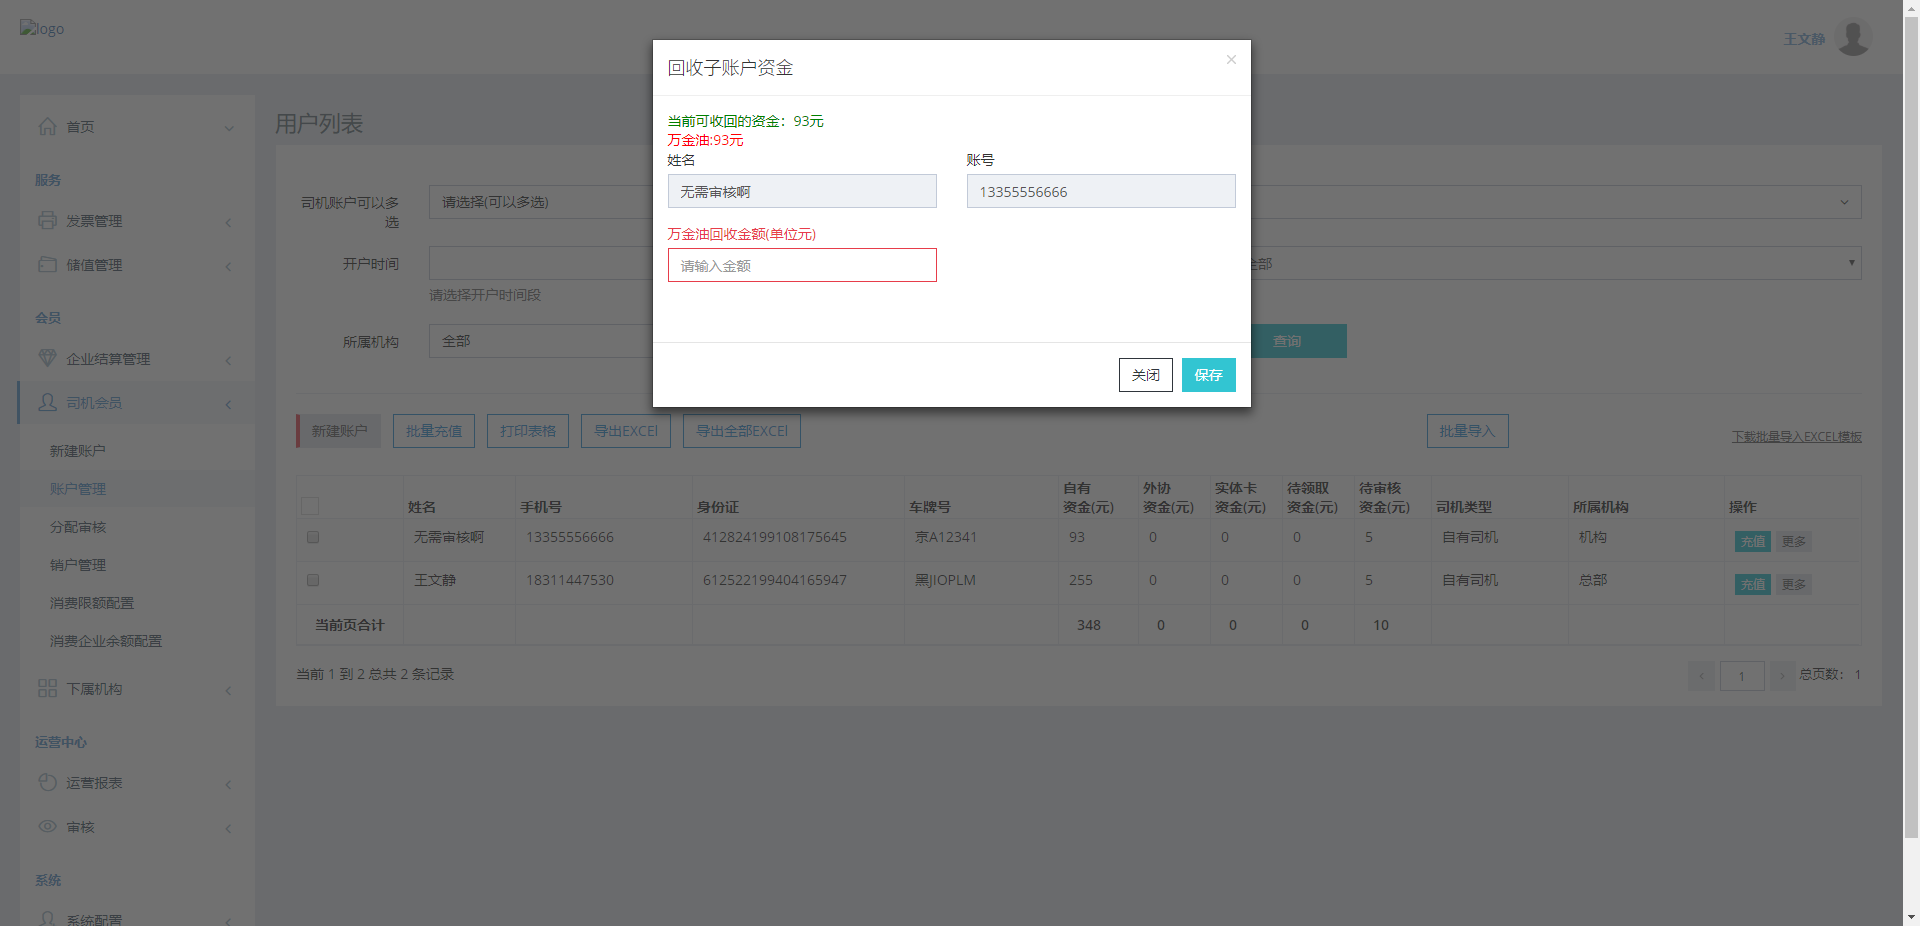 logo
王文静
首页
服务
发票管理
储值管理
会员
企业结算管理
司机会员
新建账户
账户管理
分配审核
销户管理
消费限额配置
消费企业余额配置
下属机构
运营中心
运营报表
审核
系统
系统配置
用户列表
司机账户可以多选
请选择(可以多选)
开户时间
请选择开户时间段
全部
所属机构
全部
查询
回收子账户资金
×
当前可收回的资金：93元
万金油:93元
姓名
账号
无需审核啊
13355556666
万金油回收金额(单位元)
请输入金额
关闭
保存
新建账户
批量充值
打印表格
导出EXCEl
导出全部EXCEl
批量导入
下载批量导入EXCEL模板
姓名 手机号 身份证 车牌号 自有资金(元) 外协资金(元) 实体卡资金(元) 待领取资金(元) 待审核资金(元) 司机类型 所属机构 操作
无需审核啊 13355556666 412824199108175645 京A12341 93 0 0 0 5 自有司机 机构 充值 更多
王文静 18311447530 612522199404165947 黑JIOPLM 255 0 0 0 5 自有司机 总部 充值 更多
当前页合计 348 0 0 0 10
当前 1 到 2 总共 2 条记录
1
总页数： 1